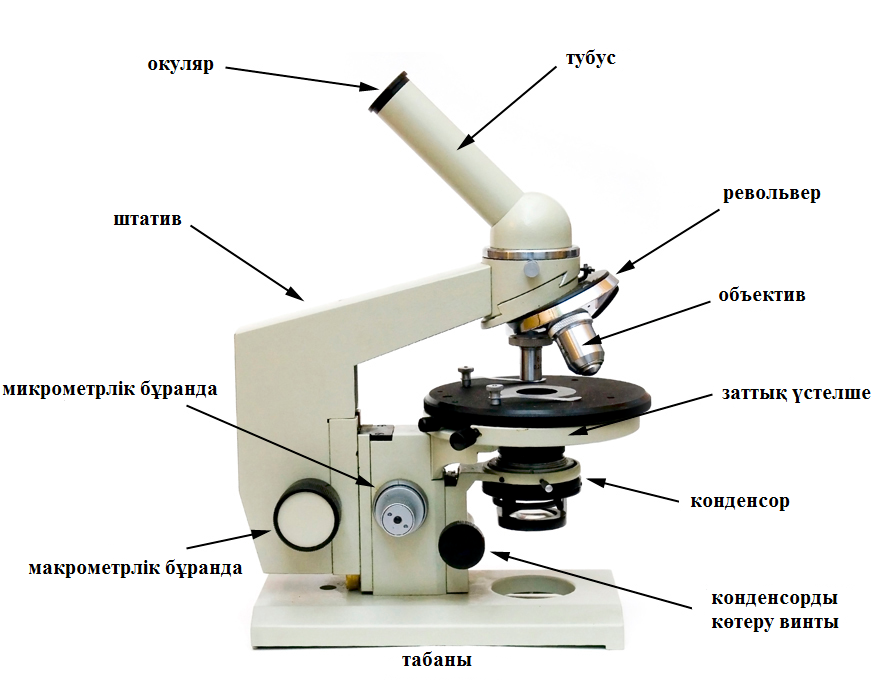 окуляр
тубус
револьвер
штатив
объектив
микрометрлік бұранда
заттық үстелше
конденсор
макрометрлік бұранда
конденсорды
көтеру винты
табаны